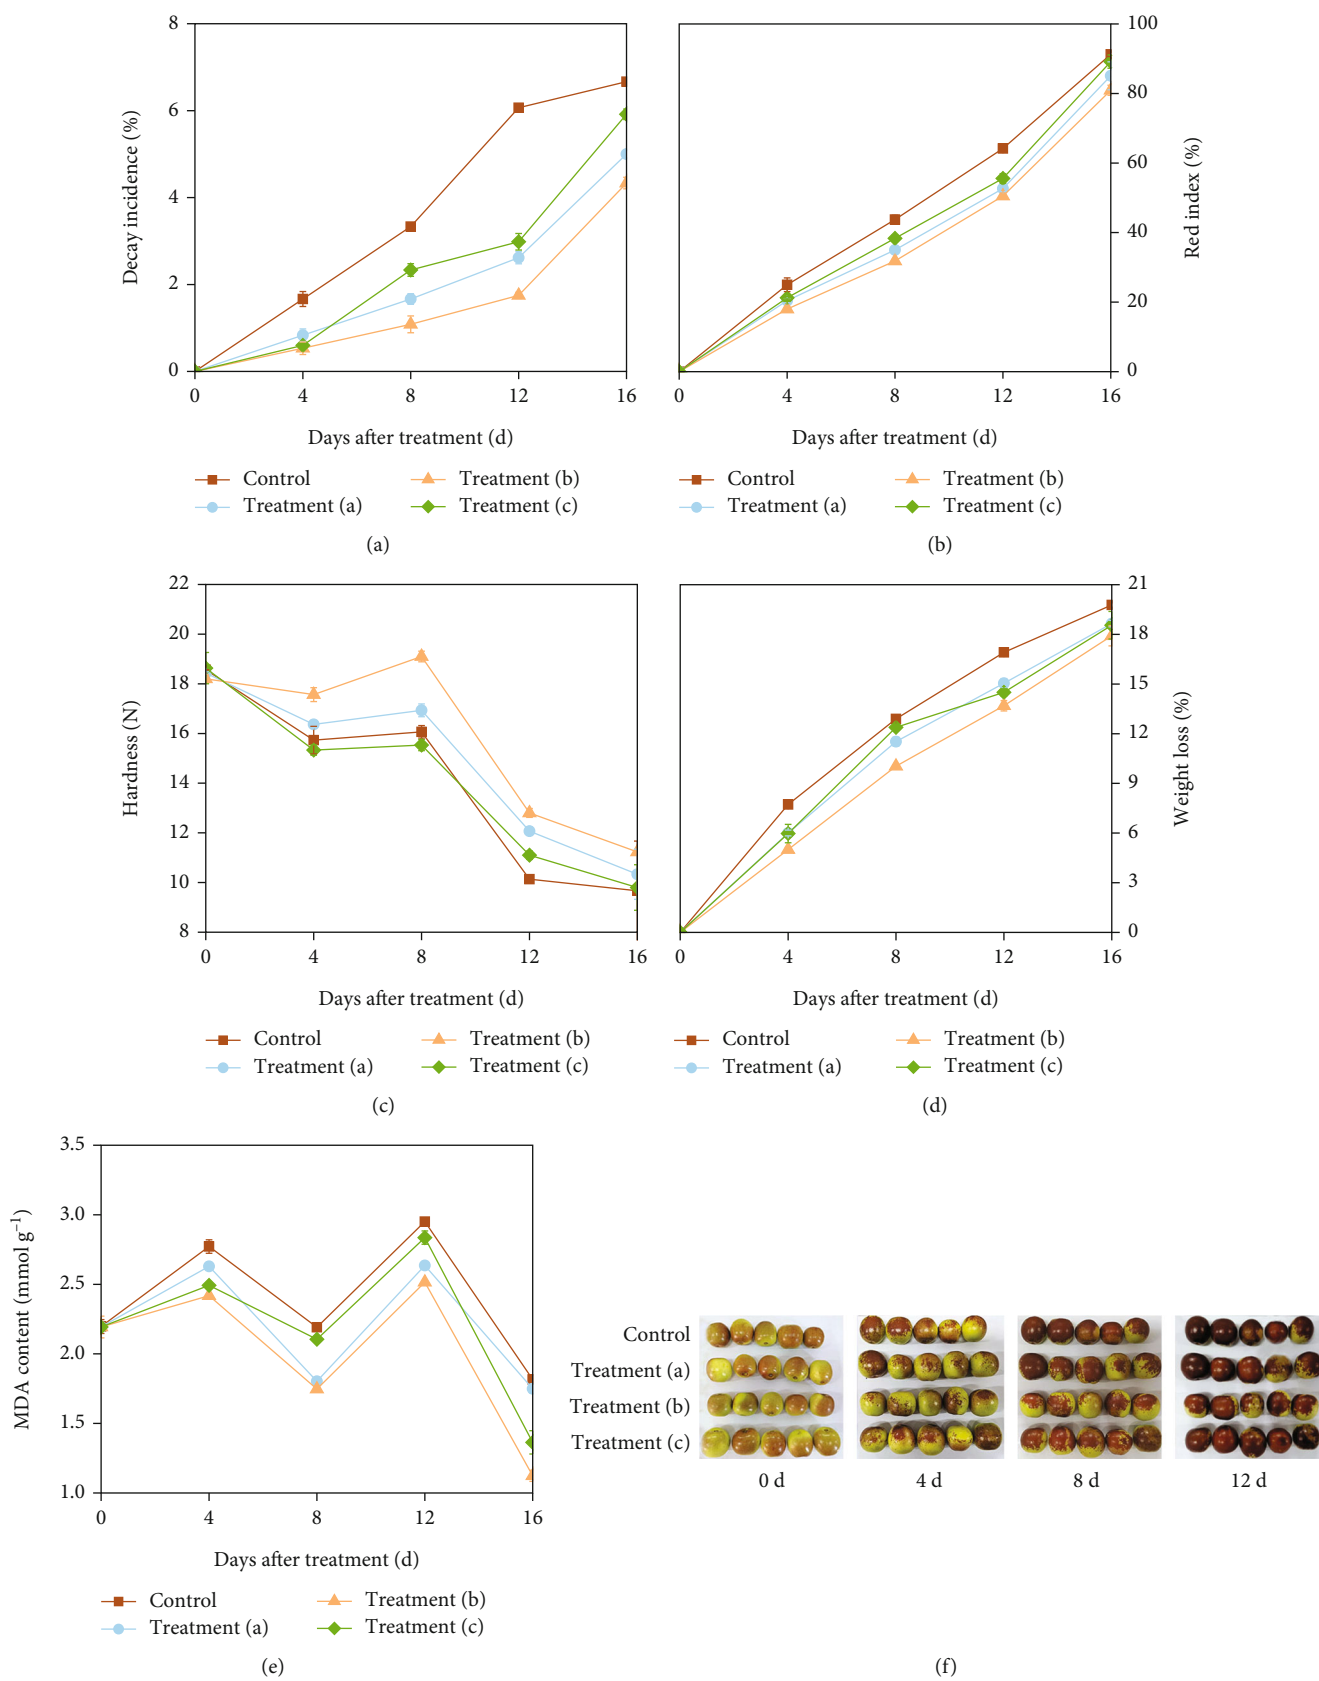 8
6
4
2
0
Decay incidence (%)
0 4 8 12 16
Days after treatment (d)
Control Treatment (b)
Treatment (a) Treatment (c)
(a)
100
80
60
40
20
0
Red index (%)
0 4 8 12 16
Days after treatment (d)
Control Treatment (b)
Treatment (a) Treatment (c)
(b)
22
20
18
16
14
12
10
8
Hardness (N)
0 4 8 12 16
Days after treatment (d)
Control Treatment (b)
Treatment (a) Treatment (c)
(c)
21
18
15
12
9
6
3
0
Weight loss (%)
0 4 8 12 16
Days after treatment (d)
Control Treatment (b)
Treatment (a) Treatment (c)
(d)
3.5
3.0
2.5
2.0
1.5
1.0
MDA content (mmol g⁻¹)
0 4 8 12 16
Days after treatment (d)
Control Treatment (b)
Treatment (a) Treatment (c)
(e)
Control
Treatment (a)
Treatment (b)
Treatment (c)
0 d 4 d 8 d 12 d
(f)